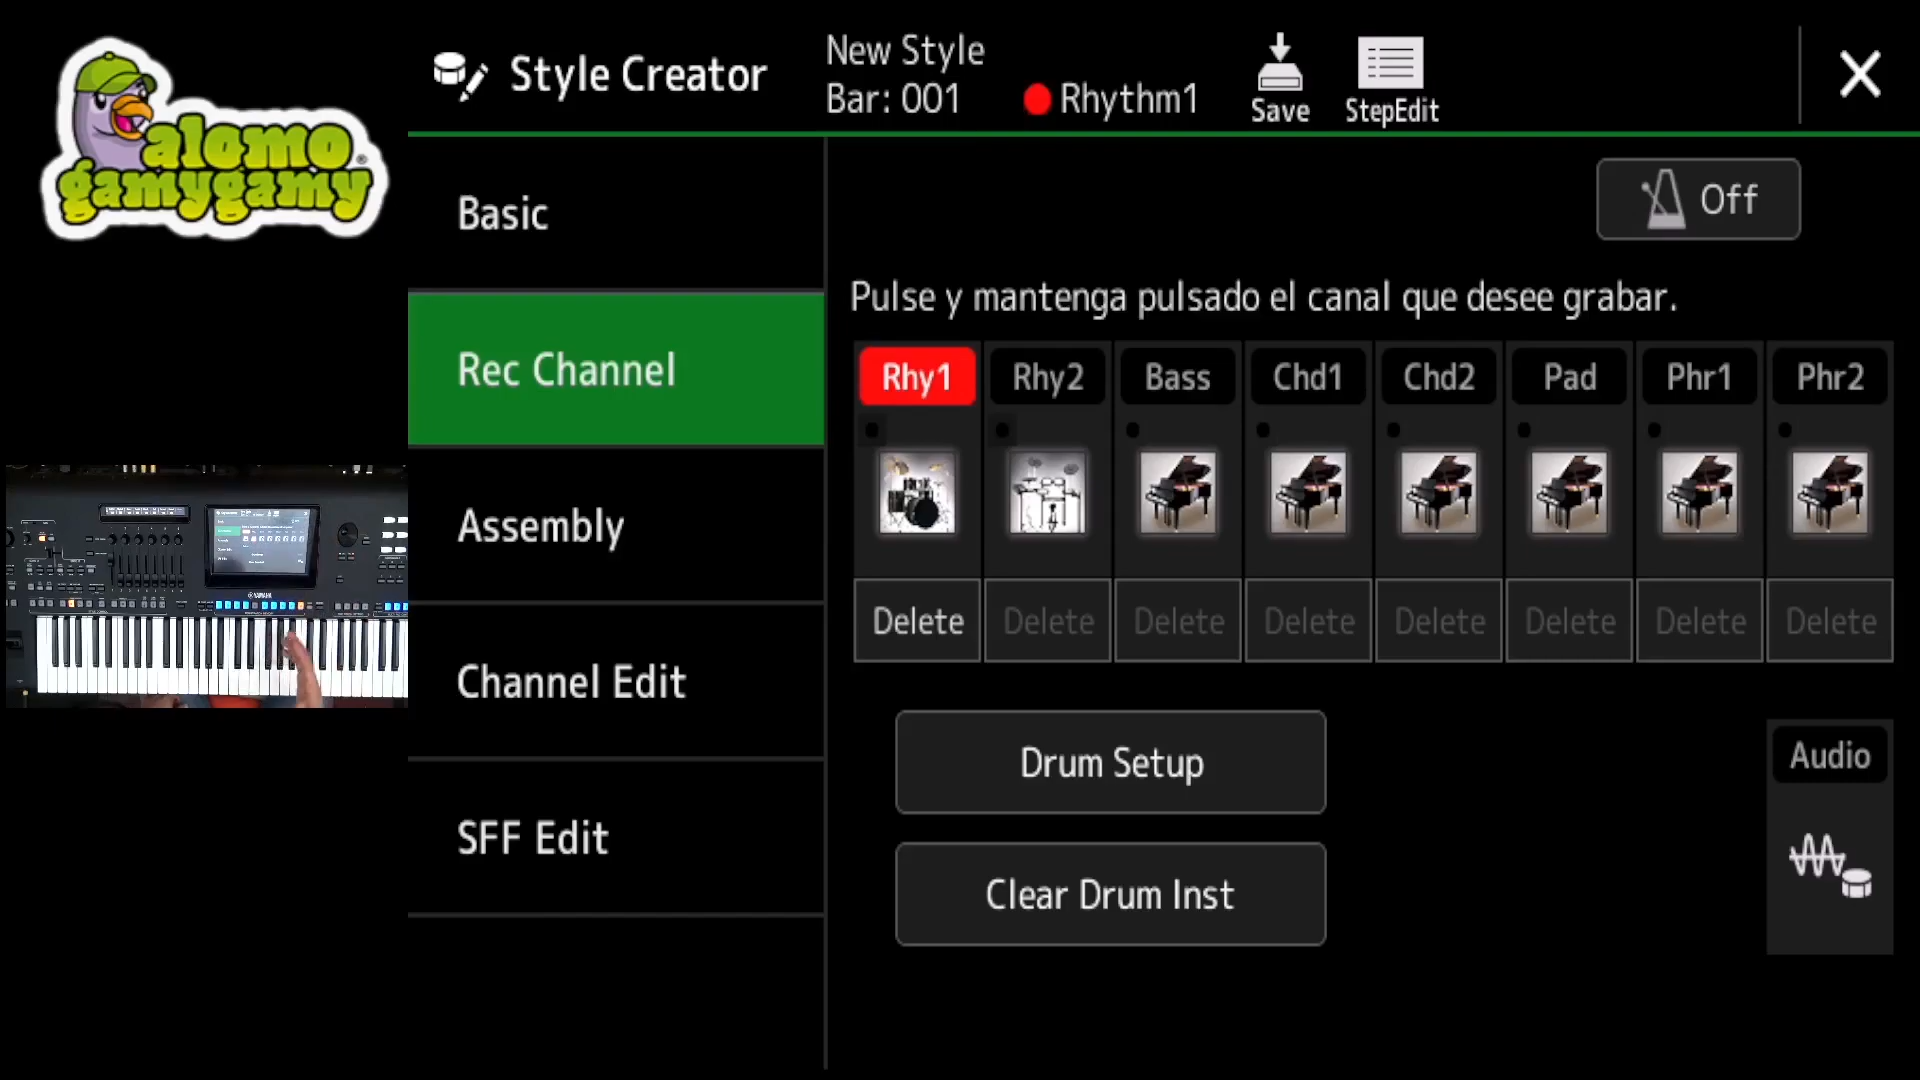 alomo
gamygamy
®
Style Creator
New Style
Bar: 001
Rhythm1
Save
StepEdit
Basic
Rec Channel
Assembly
Channel Edit
SFF Edit
Off
Pulse y mantenga pulsado el canal que desee grabar.
Rhy1 Rhy2 Bass Chd1 Chd2 Pad Phr1 Phr2
Delete Delete Delete Delete Delete Delete Delete Delete
Drum Setup
Clear Drum Inst
Audio
YAMAHA